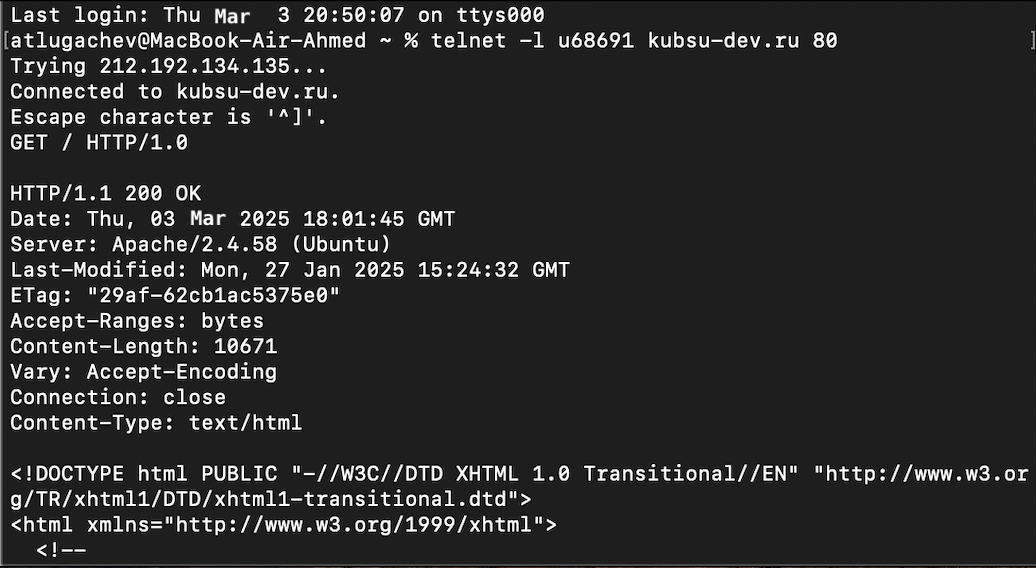 Last login: Thu Mar  3 20:50:07 on ttys000
[atlugachev@MacBook-Air-Ahmed ~ % telnet -l u68691 kubsu-dev.ru 80 ]
Trying 212.192.134.135...
Connected to kubsu-dev.ru.
Escape character is '^]'.
GET / HTTP/1.0

HTTP/1.1 200 OK
Date: Thu, 03 Mar 2025 18:01:45 GMT
Server: Apache/2.4.58 (Ubuntu)
Last-Modified: Mon, 27 Jan 2025 15:24:32 GMT
ETag: "29af-62cb1ac5375e0"
Accept-Ranges: bytes
Content-Length: 10671
Vary: Accept-Encoding
Connection: close
Content-Type: text/html

<!DOCTYPE html PUBLIC "-//W3C//DTD XHTML 1.0 Transitional//EN" "http://www.w3.or
g/TR/xhtml1/DTD/xhtml1-transitional.dtd">
<html xmlns="http://www.w3.org/1999/xhtml">
  <!--